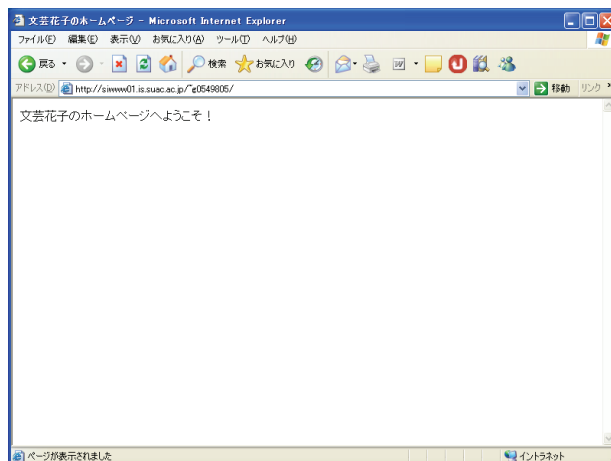 文芸花子のホームページ - Microsoft Internet Explorer
ファイル(F) 編集(E) 表示(V) お気に入り(A) ツール(T) ヘルプ(H)
戻る 検索 お気に入り
アドレス(D) http://siwww01.is.suac.ac.jp/~g0549805/ 移動 リンク »
文芸花子のホームページへようこそ!
ページが表示されました イントラネット